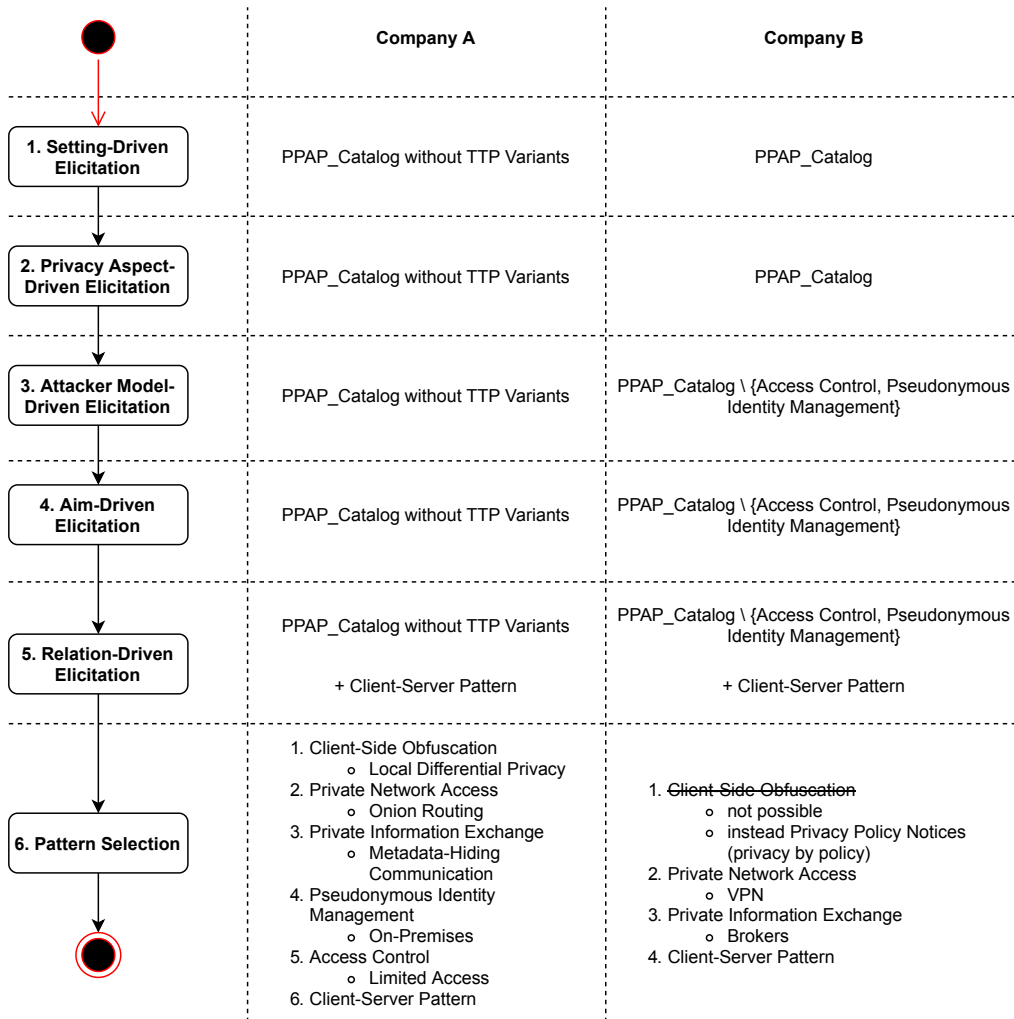 Company A
Company B
1. Setting-Driven
Elicitation
PPAP_Catalog without TTP Variants
PPAP_Catalog
2. Privacy Aspect-
Driven Elicitation
PPAP_Catalog without TTP Variants
PPAP_Catalog
3. Attacker Model-
Driven Elicitation
PPAP_Catalog without TTP Variants
PPAP_Catalog \ {Access Control, Pseudonymous
Identity Management}
4. Aim-Driven
Elicitation
PPAP_Catalog without TTP Variants
PPAP_Catalog \ {Access Control, Pseudonymous
Identity Management}
5. Relation-Driven
Elicitation
PPAP_Catalog without TTP Variants
+ Client-Server Pattern
PPAP_Catalog \ {Access Control, Pseudonymous
Identity Management}
+ Client-Server Pattern
6. Pattern Selection
1. Client-Side Obfuscation
Local Differential Privacy
2. Private Network Access
Onion Routing
3. Private Information Exchange
Metadata-Hiding
Communication
4. Pseudonymous Identity
Management
On-Premises
5. Access Control
Limited Access
6. Client-Server Pattern
1. Client-Side Obfuscation
not possible
instead Privacy Policy Notices
(privacy by policy)
2. Private Network Access
VPN
3. Private Information Exchange
Brokers
4. Client-Server Pattern